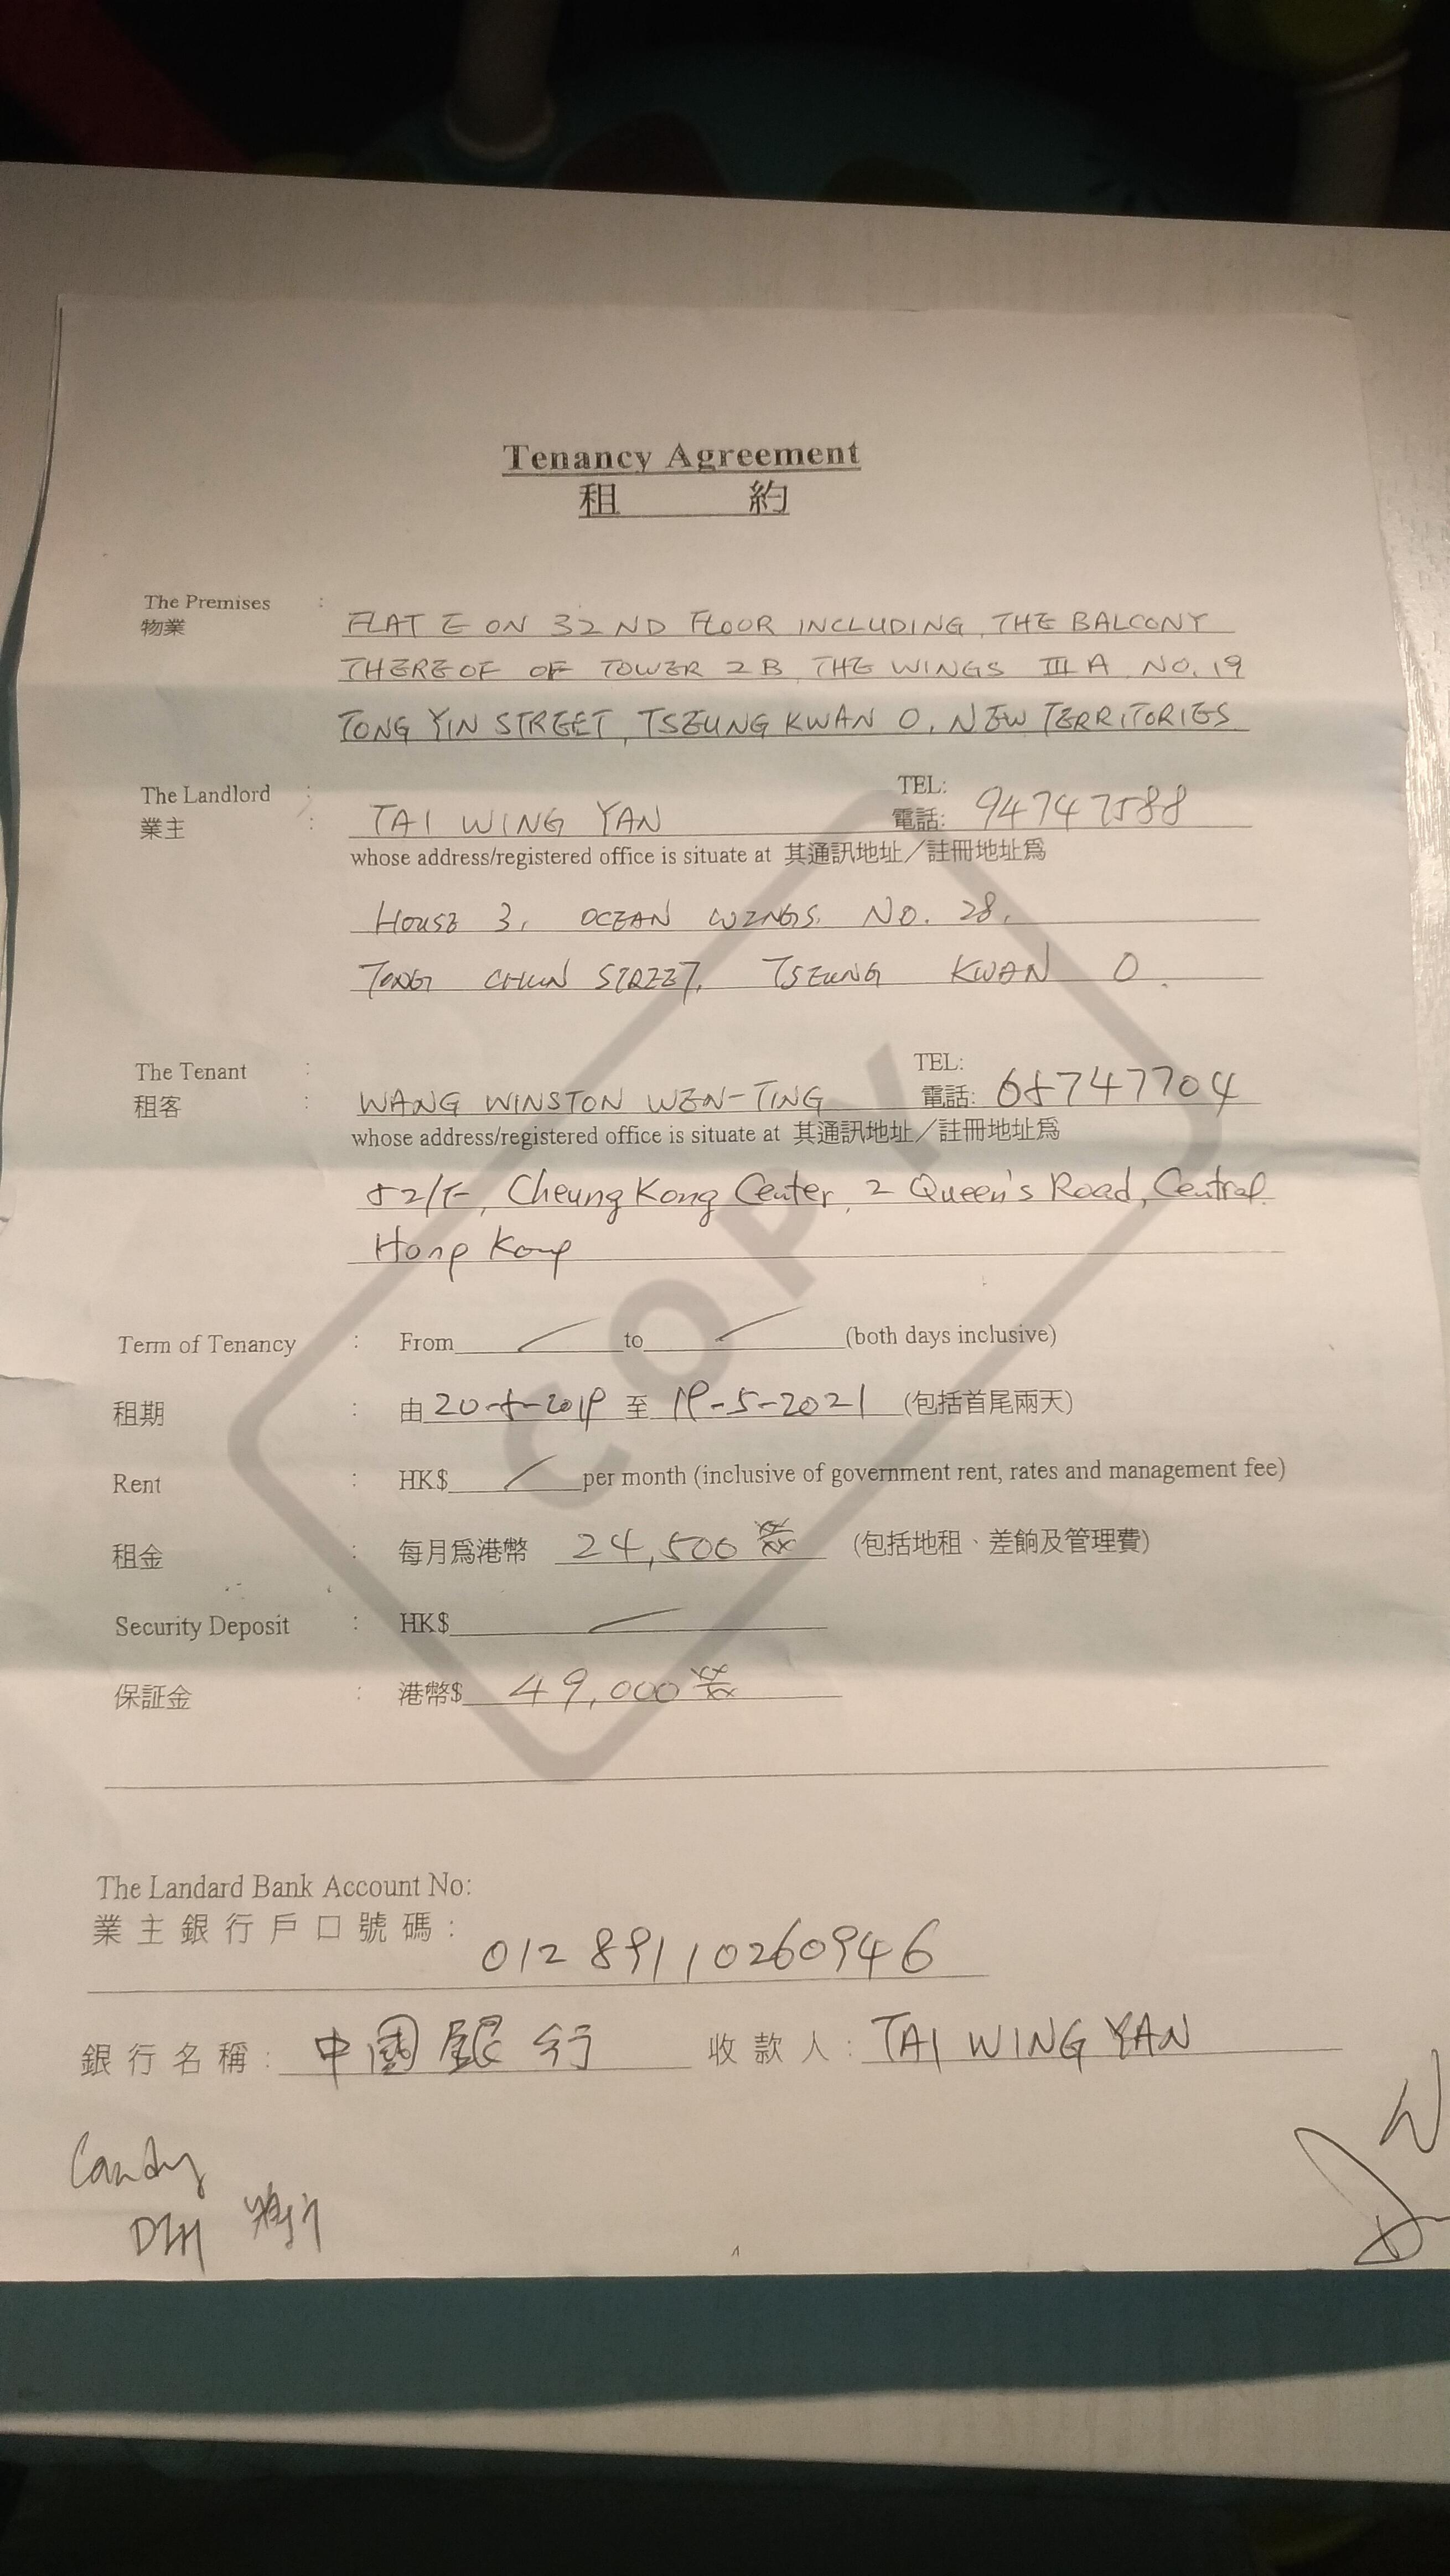 Tenancy Agreement
租 約
The Premises :
物業
FLAT E ON 32ND FLOOR INCLUDING THE BALCONY
THEREOF OF TOWER 2B THE WINGS III A NO. 19
TONG YIN STREET, TSEUNG KWAN O, NEW TERRITORIES
The Landlord : TEL:
業主 : TAI WING YAN 電話: 94747588
whose address/registered office is situate at 其通訊地址／註冊地址爲
HOUSE 3, OCEAN WINGS, NO. 28,
TONG CHUN STREET, TSEUNG KWAN O.
The Tenant : TEL:
租客 : WANG WINSTON WEN-TING 電話: 65747704
whose address/registered office is situate at 其通訊地址／註冊地址爲
52/F, Cheung Kong Center, 2 Queen's Road, Central
Hong Kong
Term of Tenancy : From to (both days inclusive)
租期 : 由 20-5-2019 至 19-5-2021 (包括首尾兩天)
Rent : HK$ per month (inclusive of government rent, rates and management fee)
租金 : 每月爲港幣 24,500 xx/xx (包括地租、差餉及管理費)
Security Deposit : HK$
保証金 : 港幣$ 49,000 xx/xx
COPY
The Landard Bank Account No:
業主銀行戶口號碼:
012 89110260946
銀行名稱: 中國銀行 收款人: TAI WING YAN
Candy
1